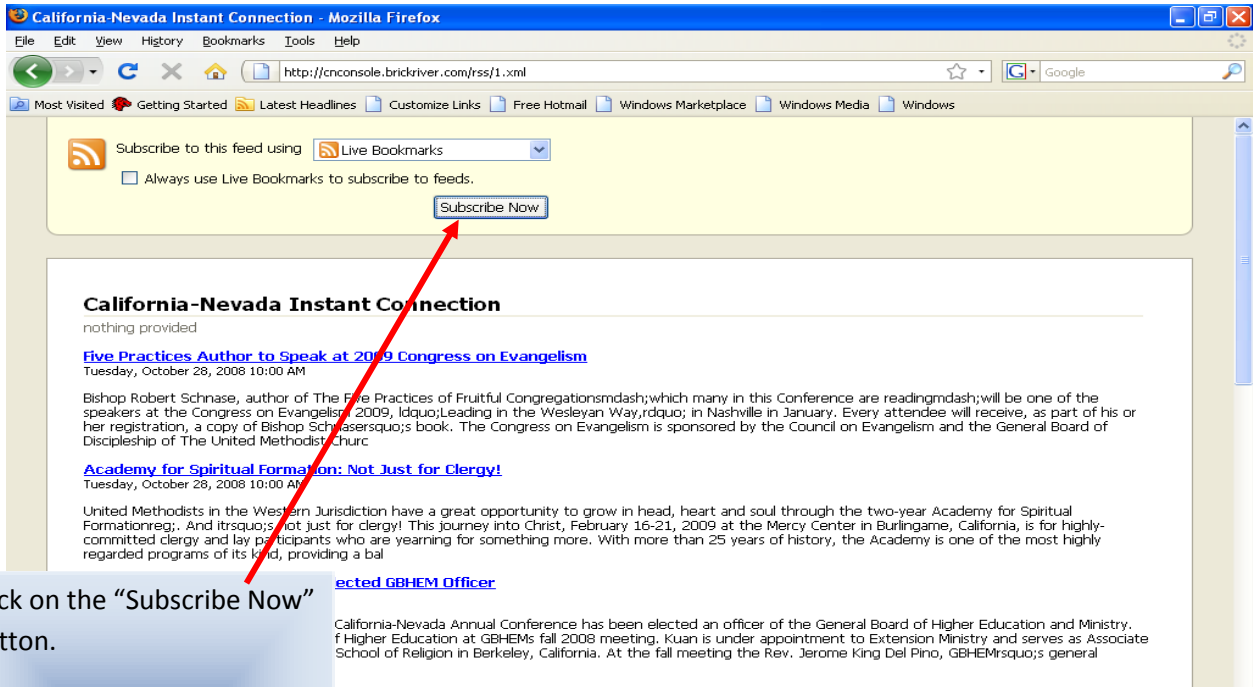 California-Nevada Instant Connection - Mozilla Firefox
File Edit View History Bookmarks Tools Help
http://cnconsole.brickriver.com/rss/1.xml
G Google
Most Visited Getting Started Latest Headlines Customize Links Free Hotmail Windows Marketplace Windows Media Windows
Subscribe to this feed using Live Bookmarks
Always use Live Bookmarks to subscribe to feeds.
Subscribe Now
California-Nevada Instant Connection
nothing provided
Five Practices Author to Speak at 2009 Congress on Evangelism
Tuesday, October 28, 2008 10:00 AM
Bishop Robert Schnase, author of The Five Practices of Fruitful Congregationsmdash;which many in this Conference are readingmdash;will be one of the
speakers at the Congress on Evangelism 2009, ldquo;Leading in the Wesleyan Way,rdquo; in Nashville in January. Every attendee will receive, as part of his or
her registration, a copy of Bishop Schnasersquo;s book. The Congress on Evangelism is sponsored by the Council on Evangelism and the General Board of
Discipleship of The United Methodist Churc
Academy for Spiritual Formation: Not Just for Clergy!
Tuesday, October 28, 2008 10:00 AM
United Methodists in the Western Jurisdiction have a great opportunity to grow in head, heart and soul through the two-year Academy for Spiritual
Formationreg;. And itrsquo;s not just for clergy! This journey into Christ, February 16-21, 2009 at the Mercy Center in Burlingame, California, is for highly-
committed clergy and lay participants who are yearning for something more. With more than 25 years of history, the Academy is one of the most highly
regarded programs of its kind, providing a bal
ected GBHEM Officer
California-Nevada Annual Conference has been elected an officer of the General Board of Higher Education and Ministry.
f Higher Education at GBHEMs fall 2008 meeting. Kuan is under appointment to Extension Ministry and serves as Associate
School of Religion in Berkeley, California. At the fall meeting the Rev. Jerome King Del Pino, GBHEMrsquo;s general
ck on the “Subscribe Now”
tton.